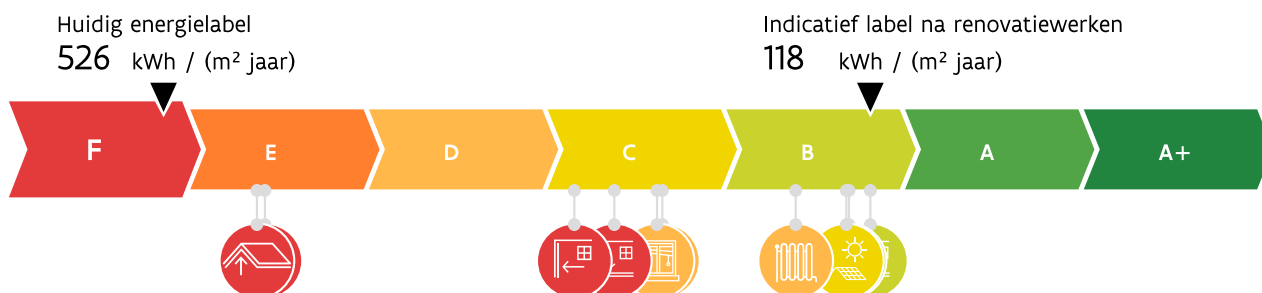 Huidig energielabel
526 kWh / (m² jaar)
Indicatief label na renovatiewerken
118 kWh / (m² jaar)
F E D C B A A+